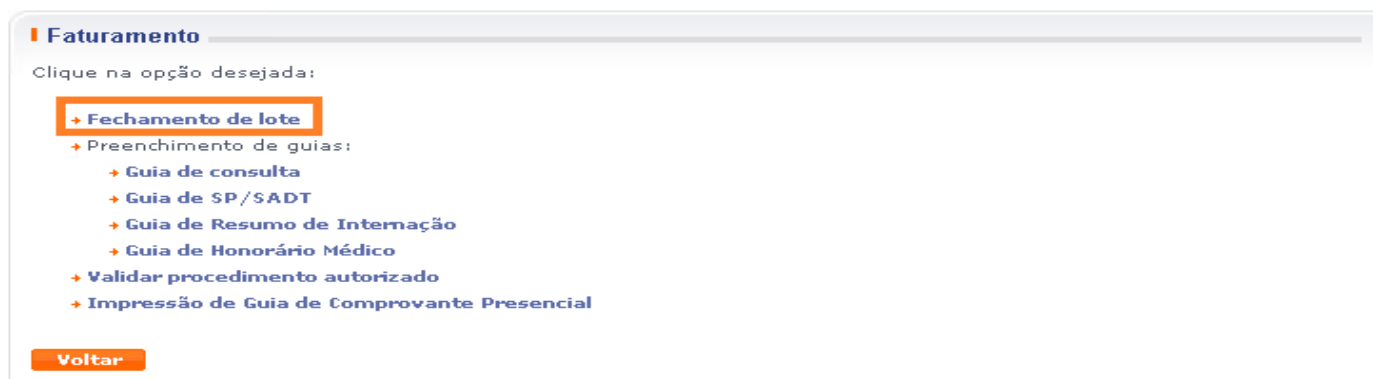 Faturamento
Clique na opção desejada:
Fechamento de lote
Preenchimento de guias:
Guia de consulta
Guia de SP/SADT
Guia de Resumo de Internação
Guia de Honorário Médico
Validar procedimento autorizado
Impressão de Guia de Comprovante Presencial
Voltar